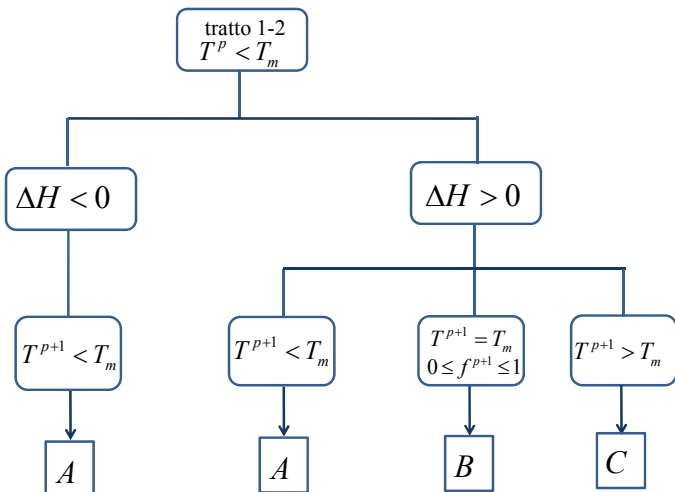 tratto 1-2
T^p < T_m
ΔH < 0
ΔH > 0
T^{p+1} < T_m
T^{p+1} < T_m
T^{p+1} = T_m
0 ≤ f^{p+1} ≤ 1
T^{p+1} > T_m
A
A
B
C